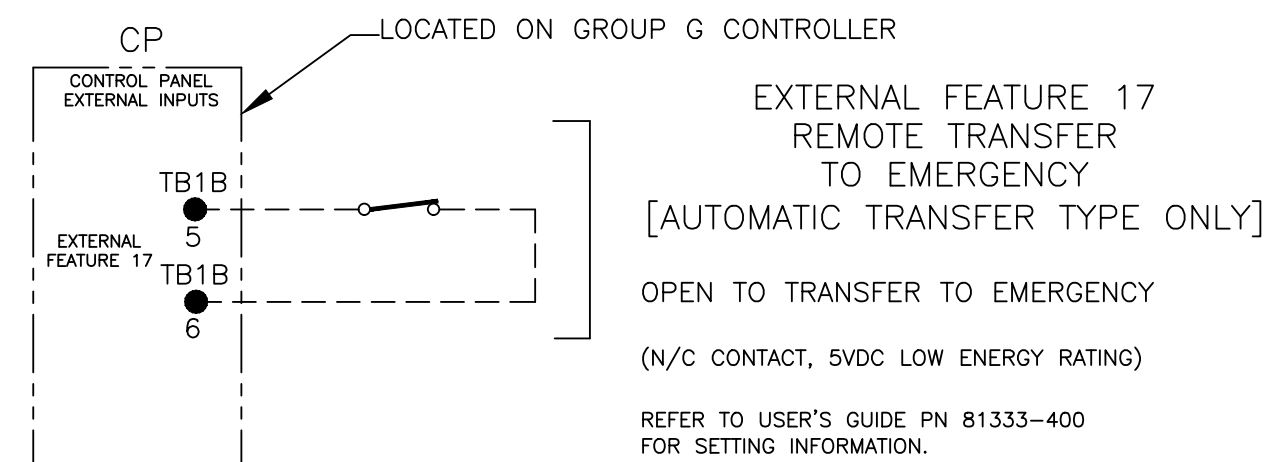 LOCATED ON GROUP G CONTROLLER
CP
CONTROL PANEL
EXTERNAL INPUTS
TB1B
5
EXTERNAL
FEATURE 17
TB1B
6
EXTERNAL FEATURE 17
REMOTE TRANSFER
TO EMERGENCY
[AUTOMATIC TRANSFER TYPE ONLY]
OPEN TO TRANSFER TO EMERGENCY
(N/C CONTACT, 5VDC LOW ENERGY RATING)
REFER TO USER'S GUIDE PN 81333-400
FOR SETTING INFORMATION.